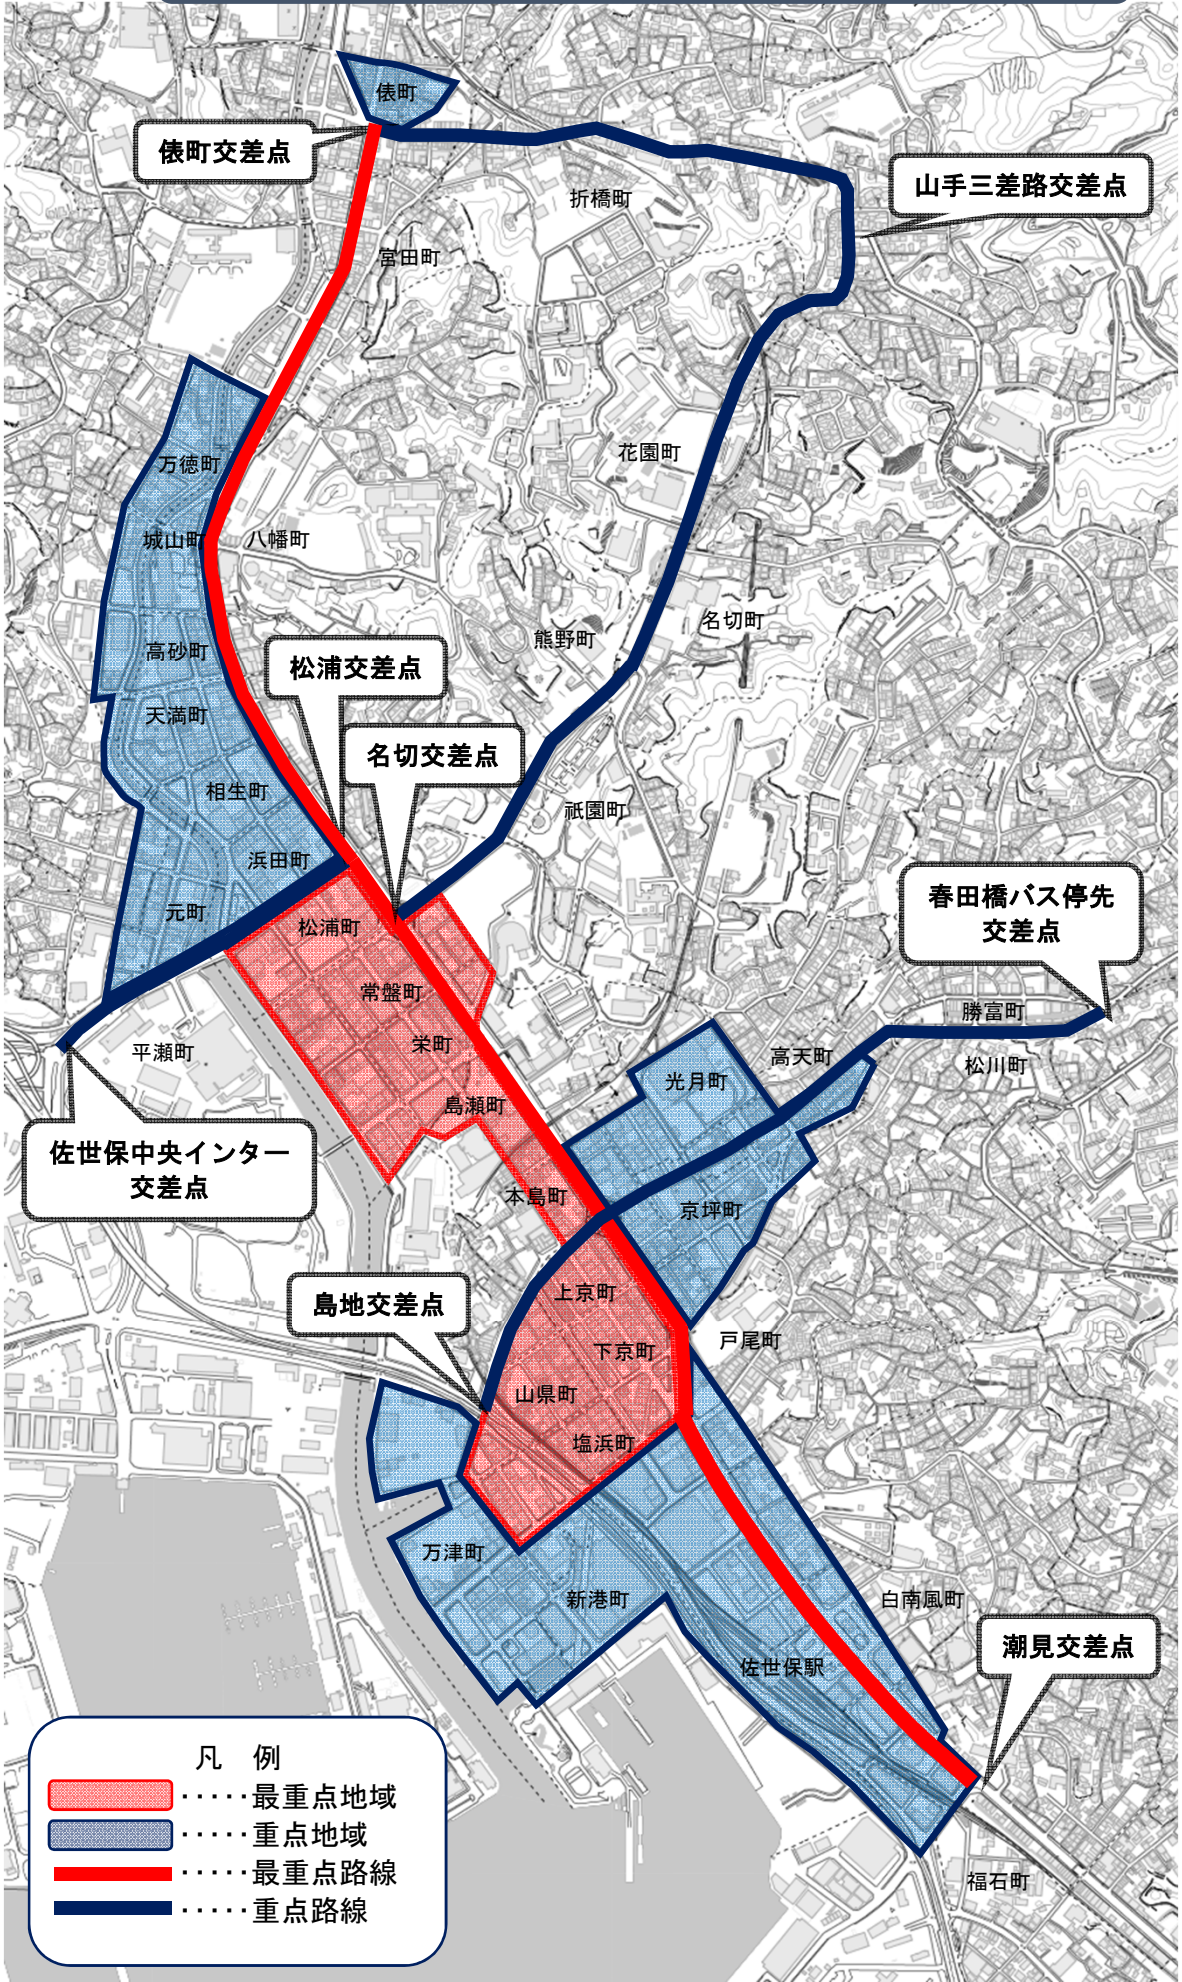 俵町
俵町交差点
山手三差路交差点
折橋町
宮田町
花園町
万徳町
城山町
八幡町
名切町
熊野町
高砂町
松浦交差点
天満町
名切交差点
相生町
祇園町
浜田町
春田橋バス停先
交差点
元町
松浦町
常盤町
勝富町
栄町
平瀬町
高天町
松川町
光月町
島瀬町
佐世保中央インター
交差点
本島町
京坪町
上京町
島地交差点
戸尾町
下京町
山県町
塩浜町
万津町
新港町
白南風町
潮見交差点
佐世保駅
福石町
凡 例
・・・・・最重点地域
・・・・・重点地域
・・・・・最重点路線
・・・・・重点路線